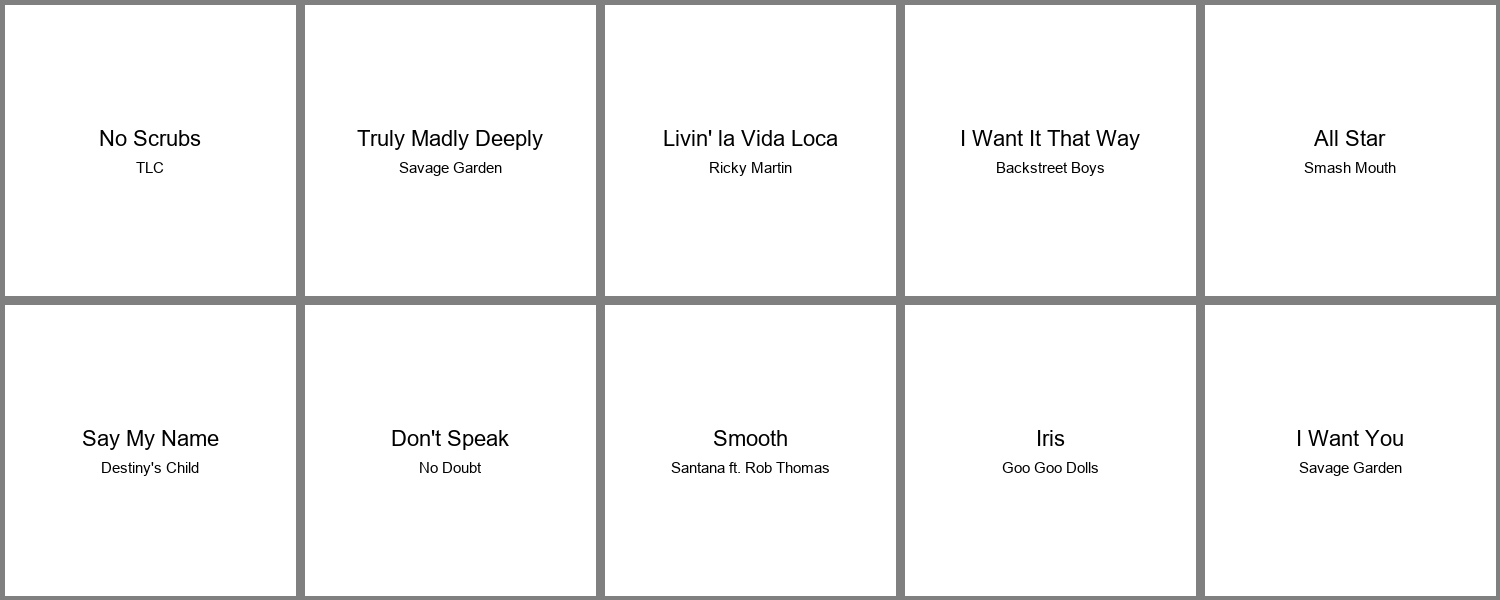 No Scrubs
TLC
Truly Madly Deeply
Savage Garden
Livin' la Vida Loca
Ricky Martin
I Want It That Way
Backstreet Boys
All Star
Smash Mouth
Say My Name
Destiny's Child
Don't Speak
No Doubt
Smooth
Santana ft. Rob Thomas
Iris
Goo Goo Dolls
I Want You
Savage Garden